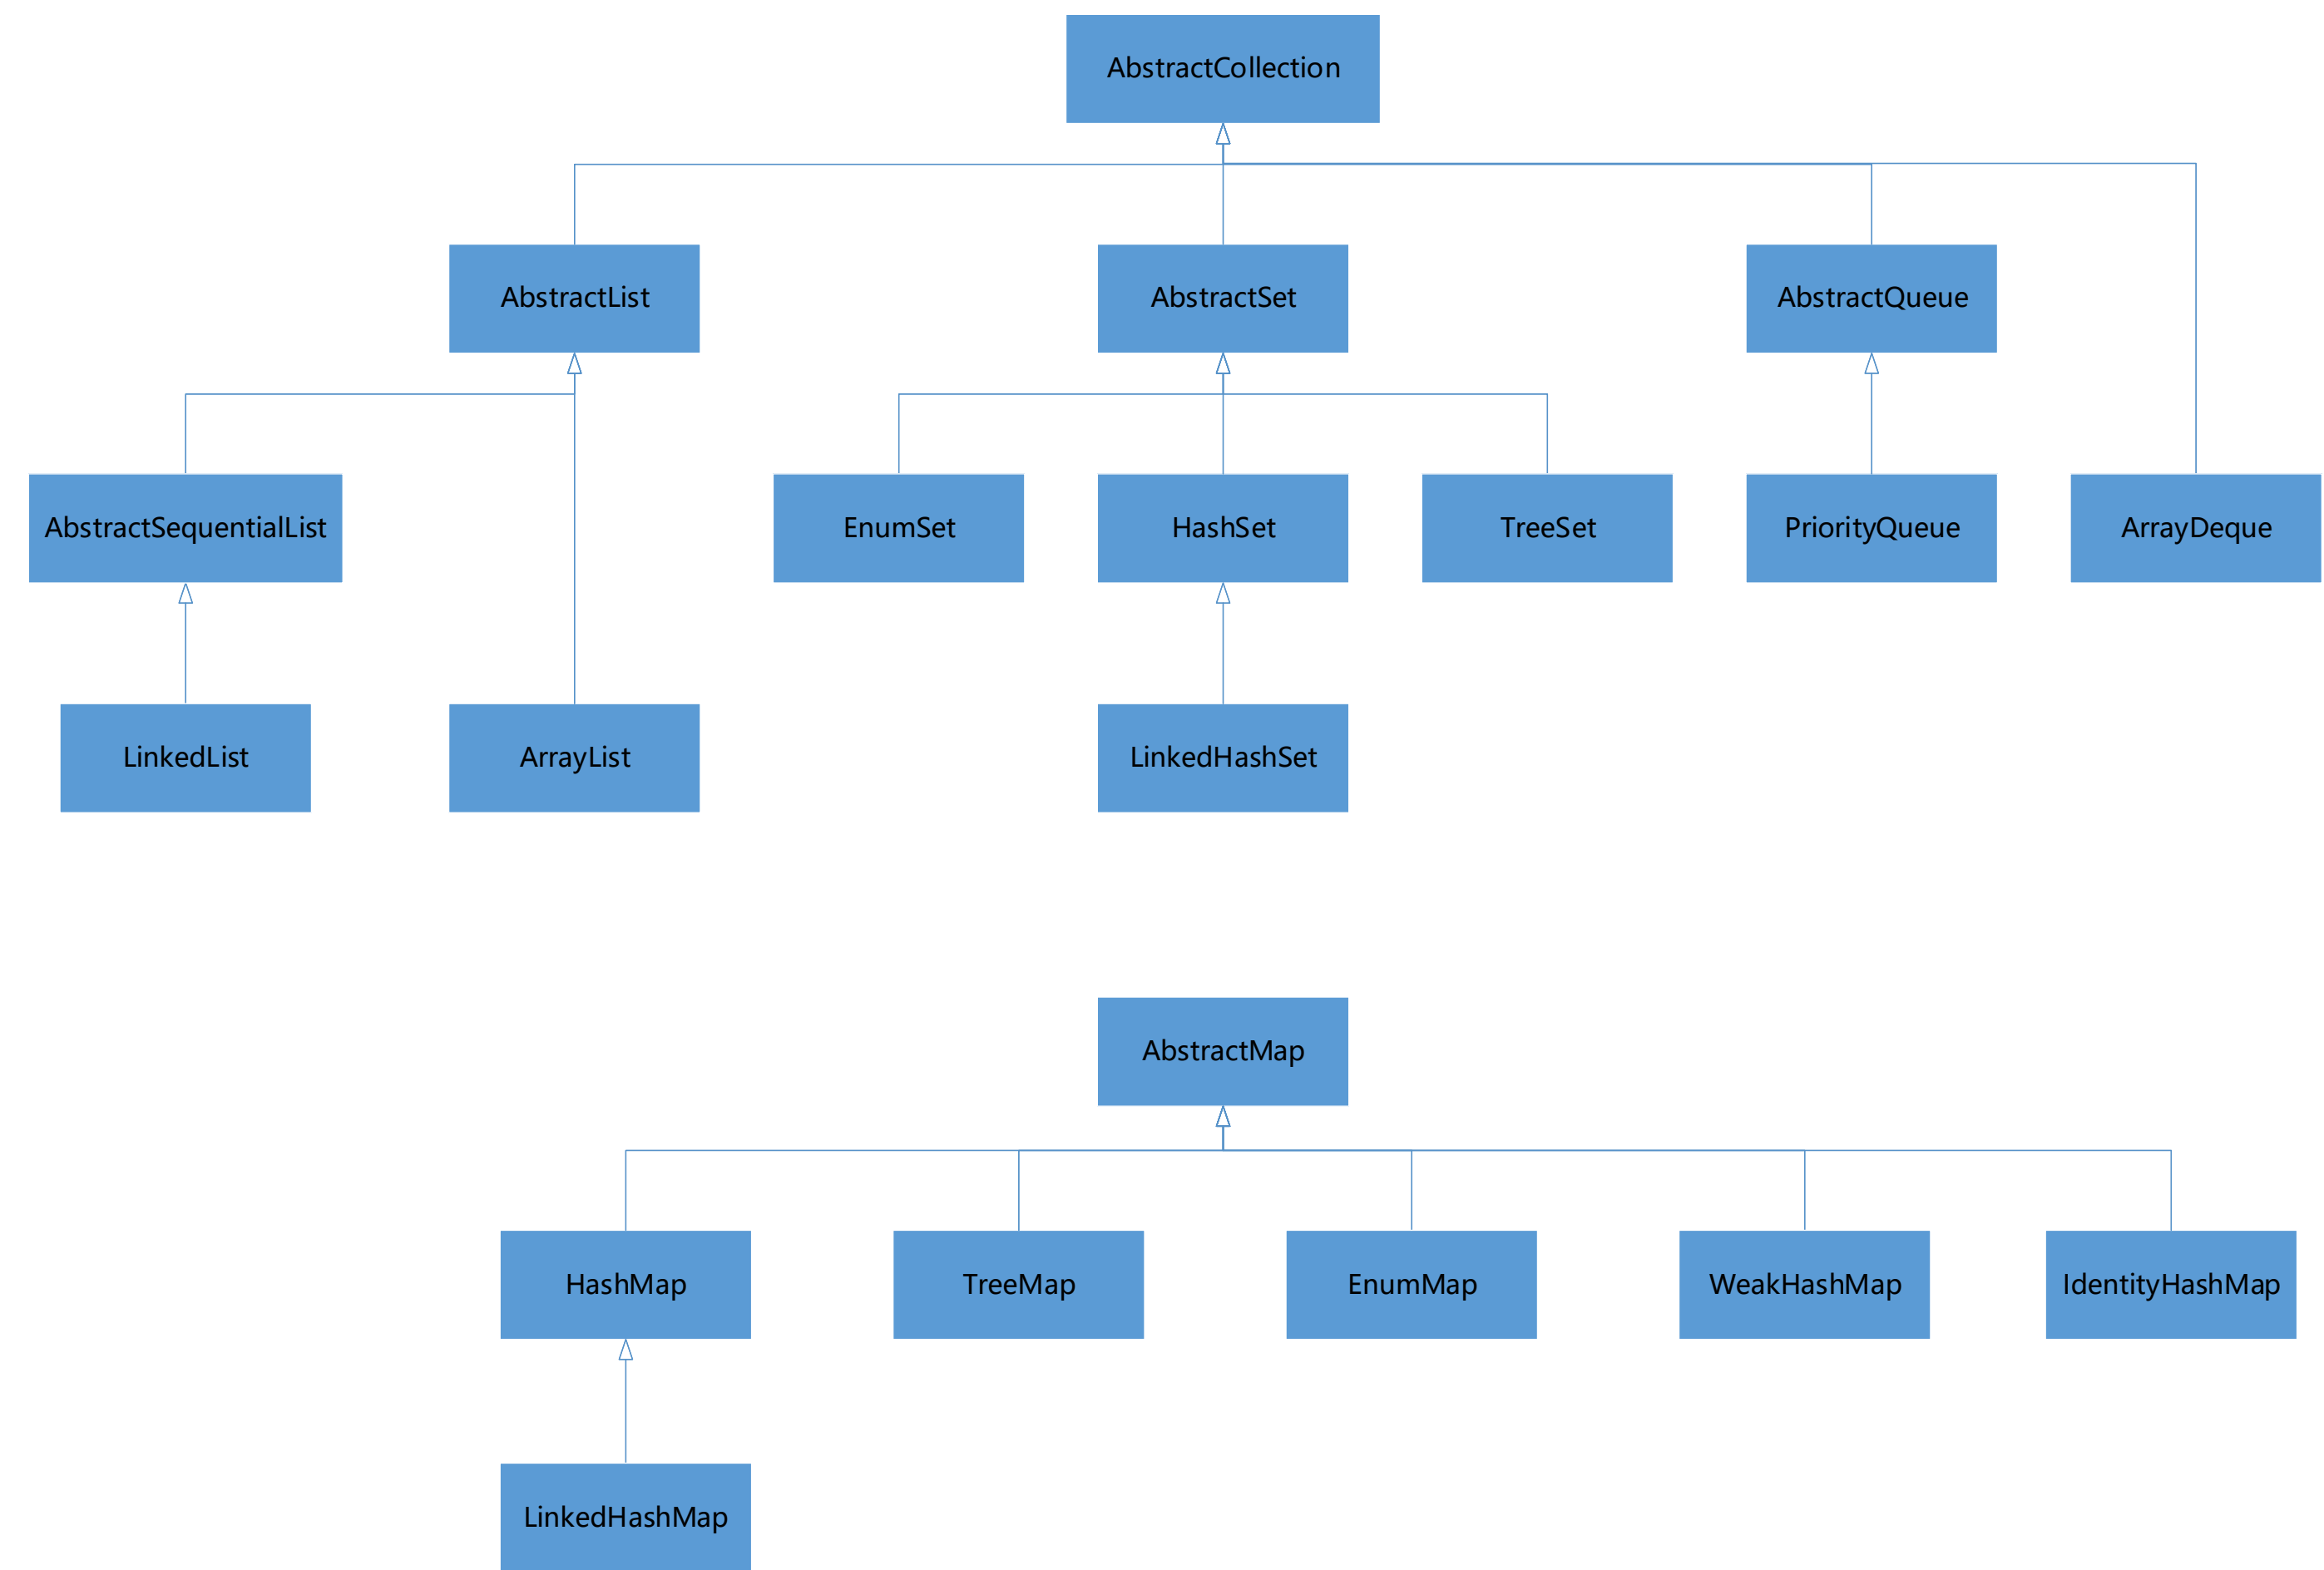 AbstractCollection
AbstractList
AbstractSet
AbstractQueue
AbstractSequentialList
EnumSet
HashSet
TreeSet
PriorityQueue
ArrayDeque
LinkedList
ArrayList
LinkedHashSet
AbstractMap
HashMap
TreeMap
EnumMap
WeakHashMap
IdentityHashMap
LinkedHashMap